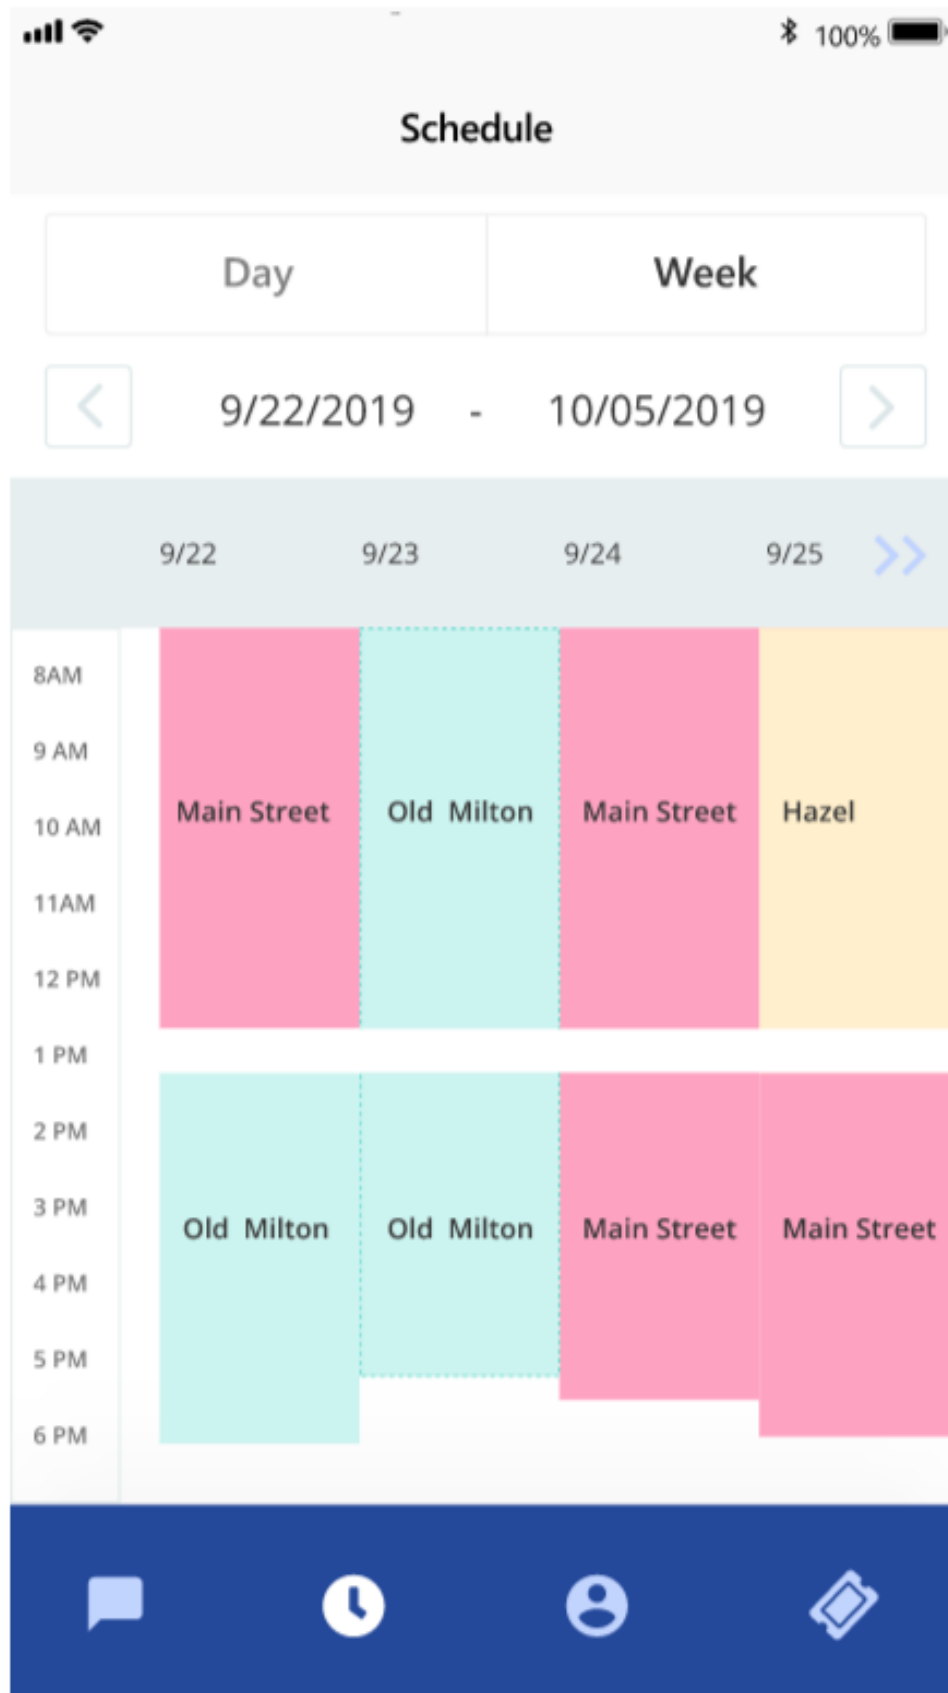 100%
Schedule
Day Week
9/22/2019 - 10/05/2019
9/22 9/23 9/24 9/25
8AM
9 AM
Main Street Old Milton Main Street Hazel
10 AM
11AM
12 PM
1 PM
2 PM
3 PM
Old Milton Old Milton Main Street Main Street
4 PM
5 PM
6 PM